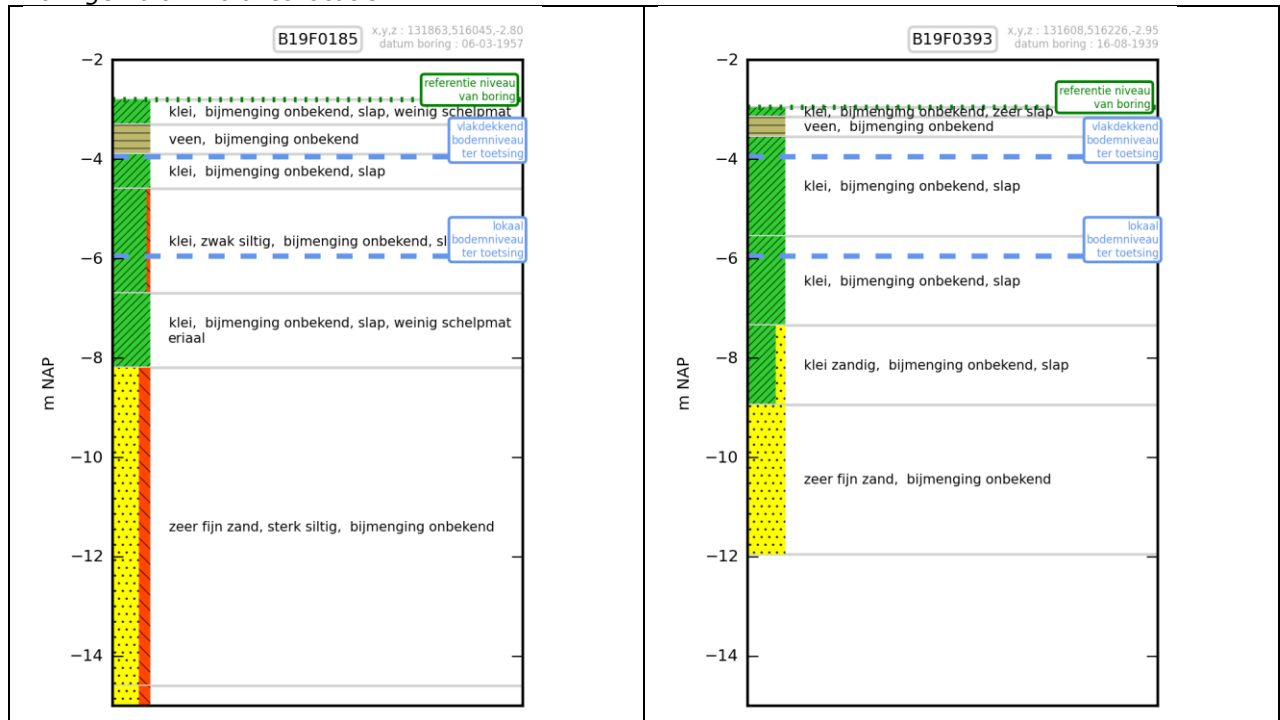 B19F0185
x,y,z : 131863,516045,-2.80
datum boring : 06-03-1957
−2
referentie niveau
van boring
klei, bijmenging onbekend, slap, weinig schelpmat
vlakdekkend
bodemniveau
ter toetsing
veen, bijmenging onbekend
−4
klei, bijmenging onbekend, slap
lokaal
bodemniveau
ter toetsing
klei, zwak siltig, bijmenging onbekend, sl
−6
klei, bijmenging onbekend, slap, weinig schelpmat
eriaal
−8
m NAP
−10
zeer fijn zand, sterk siltig, bijmenging onbekend
−12
−14
B19F0393
x,y,z : 131608,516226,-2.95
datum boring : 16-08-1939
−2
referentie niveau
van boring
klei, bijmenging onbekend, zeer slap
veen, bijmenging onbekend
vlakdekkend
bodemniveau
ter toetsing
−4
klei, bijmenging onbekend, slap
lokaal
bodemniveau
ter toetsing
−6
klei, bijmenging onbekend, slap
−8
klei zandig, bijmenging onbekend, slap
m NAP
−10
zeer fijn zand, bijmenging onbekend
−12
−14